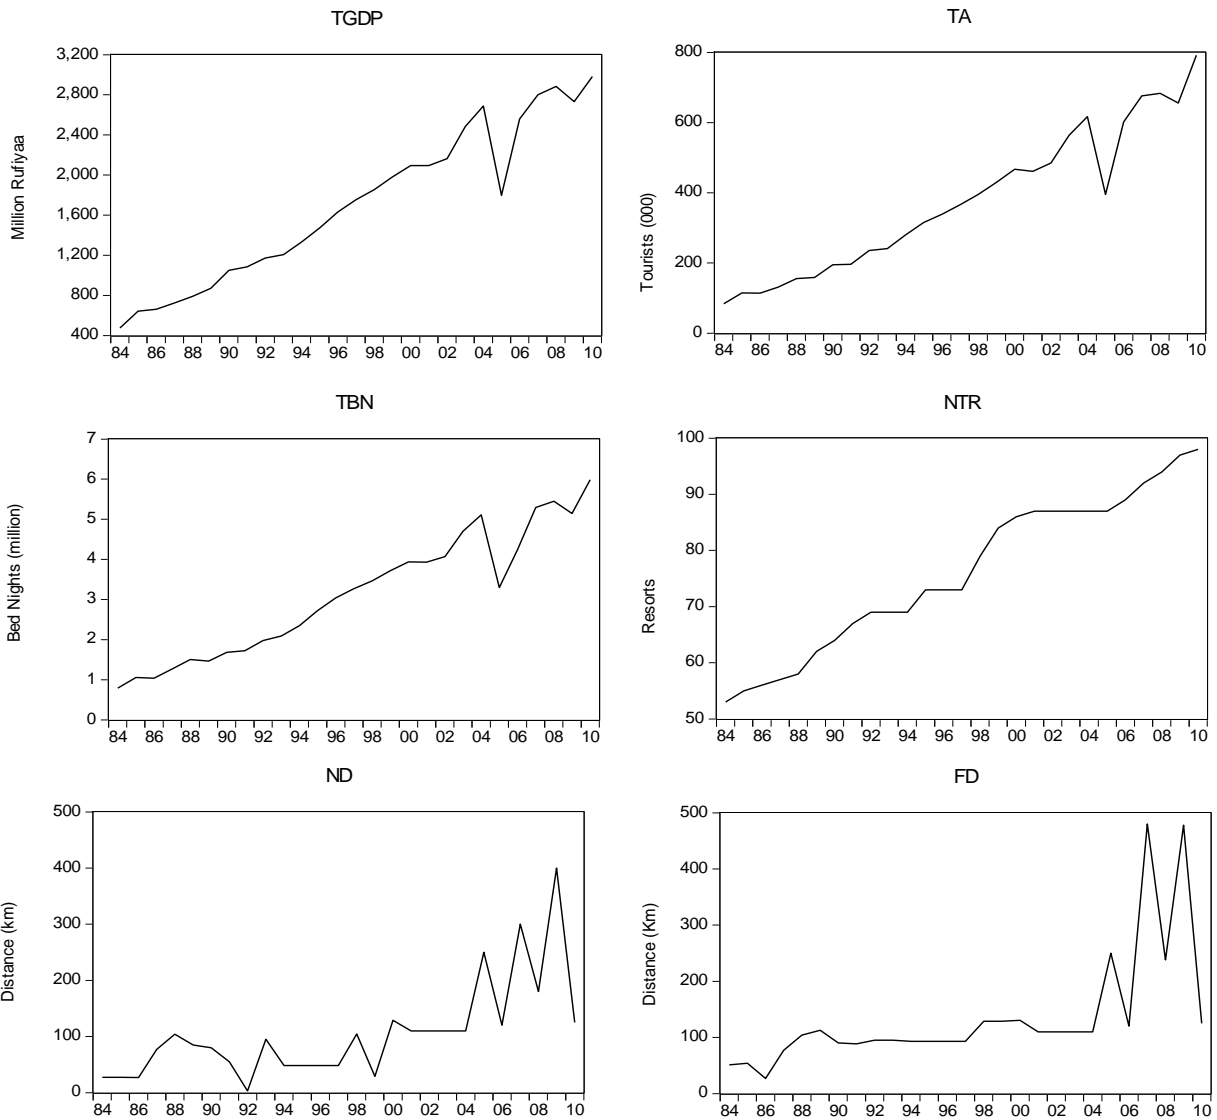 TGDP
Million Rufiyaa
3,200
2,800
2,400
2,000
1,600
1,200
800
400
84 86 88 90 92 94 96 98 00 02 04 06 08 10
TA
Tourists (000)
800
600
400
200
0
84 86 88 90 92 94 96 98 00 02 04 06 08 10
TBN
Bed Nights (million)
7
6
5
4
3
2
1
0
84 86 88 90 92 94 96 98 00 02 04 06 08 10
NTR
Resorts
100
90
80
70
60
50
84 86 88 90 92 94 96 98 00 02 04 06 08 10
ND
Distance (km)
500
400
300
200
100
0
84 86 88 90 92 94 96 98 00 02 04 06 08 10
FD
Distance (Km)
500
400
300
200
100
0
84 86 88 90 92 94 96 98 00 02 04 06 08 10